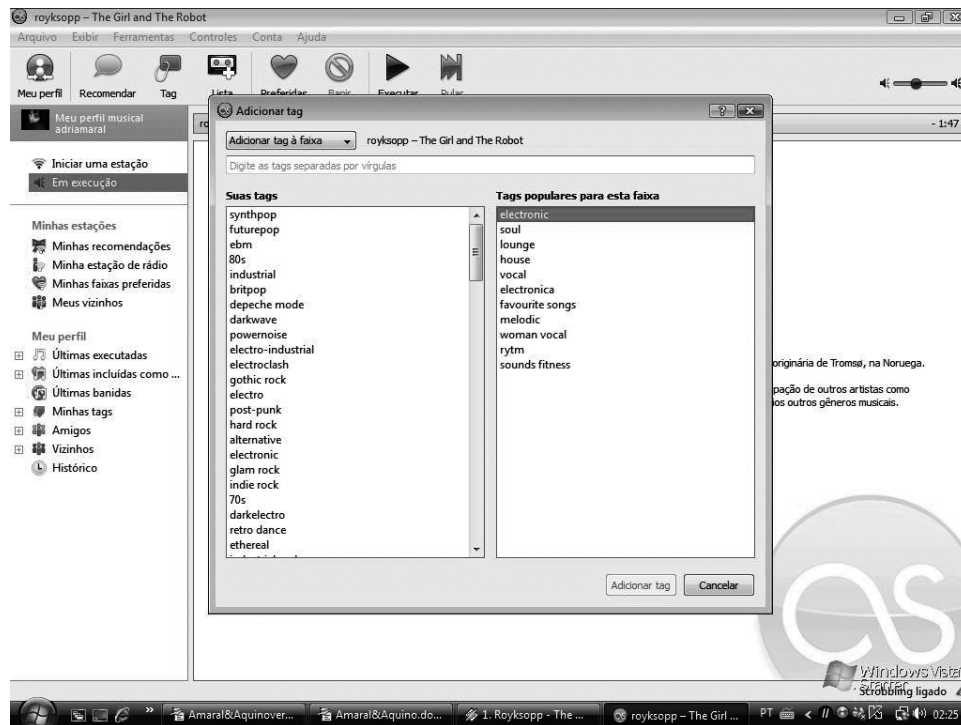 royksopp – The Girl and The Robot
Arquivo Exibir Ferramentas Controles Conta Ajuda
Meu perfil Recomendar Tag Lista Preferidas Banir Executar Pular
Meu perfil musical
adriamaral
- 1:47
Iniciar uma estação
Em execução
Minhas estações
Minhas recomendações
Minha estação de rádio
Minhas faixas preferidas
Meus vizinhos
Meu perfil
Últimas executadas
Últimas incluídas como ...
Últimas banidas
Minhas tags
Amigos
Vizinhos
Histórico
Adicionar tag
Adicionar tag à faixa royksopp – The Girl and The Robot
Digite as tags separadas por vírgulas
Suas tags
synthpop
futurepop
ebm
80s
industrial
britpop
depeche mode
darkwave
powernoise
electro-industrial
electroclash
gothic rock
electro
post-punk
hard rock
alternative
electronic
glam rock
indie rock
70s
darkelectro
retro dance
ethereal
Tags populares para esta faixa
electronic
soul
lounge
house
vocal
electronica
favourite songs
melodic
woman vocal
rytm
sounds fitness
Adicionar tag Cancelar
originária de Tromsø, na Noruega.
pação de outros artistas como
ios outros gêneros musicais.
Windows Vista
Starter
Scrobbling ligado
Amaral&Aquinover... Amaral&Aquino.do... 1. Royksopp - The ... royksopp – The Girl ... PT 02:25